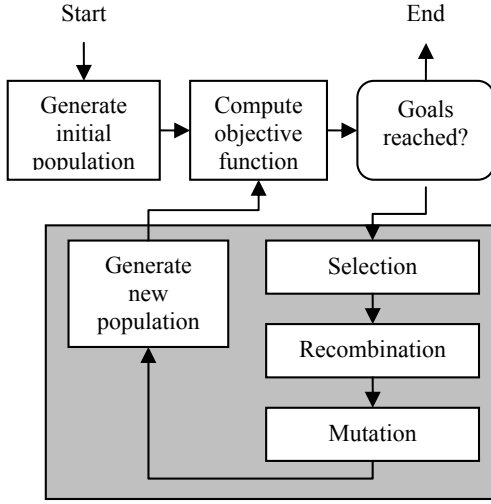 Start
End
Generate
initial
population
Compute
objective
function
Goals
reached?
Generate
new
population
Selection
Recombination
Mutation